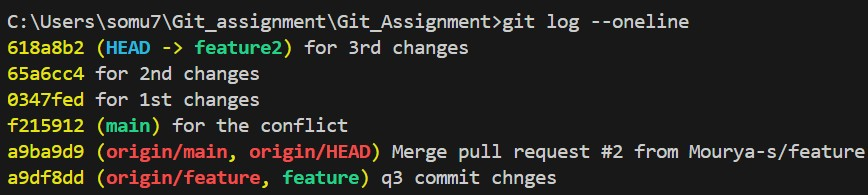 C:\Users\somu7\Git_assignment\Git_Assignment>git log --oneline
618a8b2 (HEAD -> feature2) for 3rd changes
65a6cc4 for 2nd changes
0347fed for 1st changes
f215912 (main) for the conflict
a9ba9d9 (origin/main, origin/HEAD) Merge pull request #2 from Mourya-s/feature
a9df8dd (origin/feature, feature) q3 commit chnges